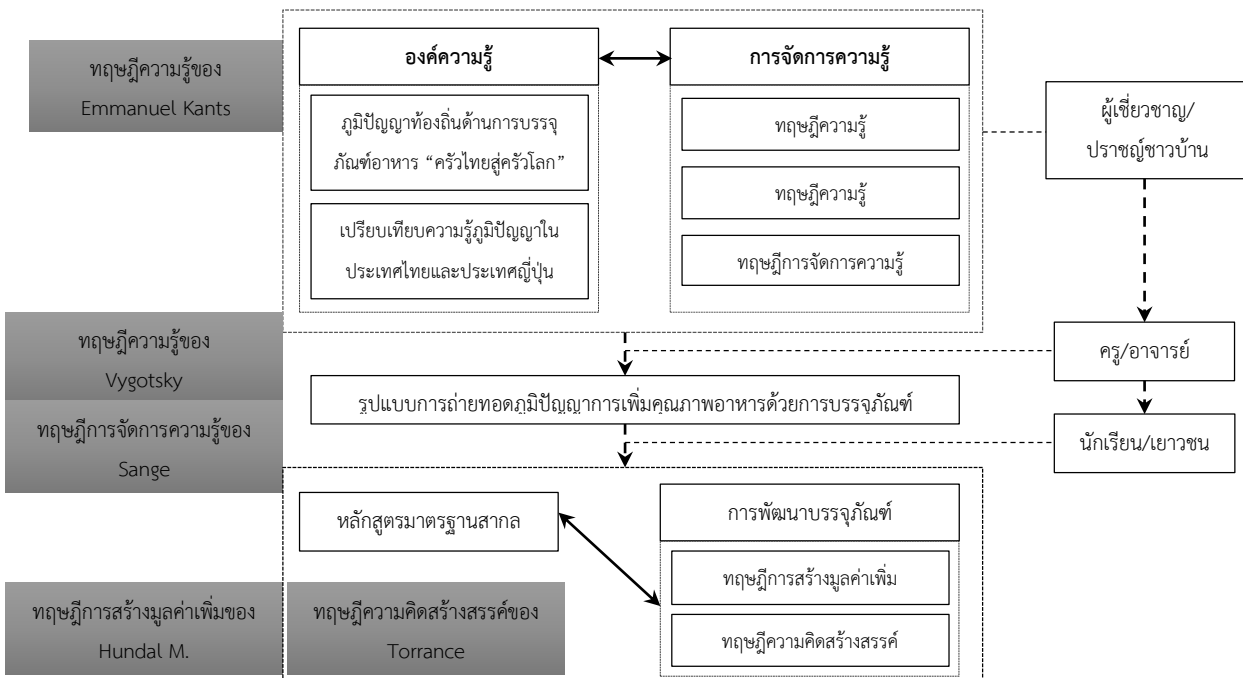 องค์ความรู้
การจัดการความรู้
ทฤษฎีความรู้ของ
Emmanuel Kants
ภูมิปัญญาท้องถิ่นด้านการบรรจุ
ภัณฑ์อาหาร “ครัวไทยสู่ครัวโลก”
เปรียบเทียบความรู้ภูมิปัญญาใน
ประเทศไทยและประเทศญี่ปุ่น
ทฤษฎีความรู้
ทฤษฎีความรู้
ทฤษฎีการจัดการความรู้
ผู้เชี่ยวชาญ/
ปราชญ์ชาวบ้าน
ทฤษฎีความรู้ของ
Vygotsky
ครู/อาจารย์
รูปแบบการถ่ายทอดภูมิปัญญาการเพิ่มคุณภาพอาหารด้วยการบรรจุภัณฑ์
ทฤษฎีการจัดการความรู้ของ
Sange
นักเรียน/เยาวชน
หลักสูตรมาตรฐานสากล
การพัฒนาบรรจุภัณฑ์
ทฤษฎีการสร้างมูลค่าเพิ่ม
ทฤษฎีความคิดสร้างสรรค์
ทฤษฎีการสร้างมูลค่าเพิ่มของ
Hundal M.
ทฤษฎีความคิดสร้างสรรค์ของ
Torrance